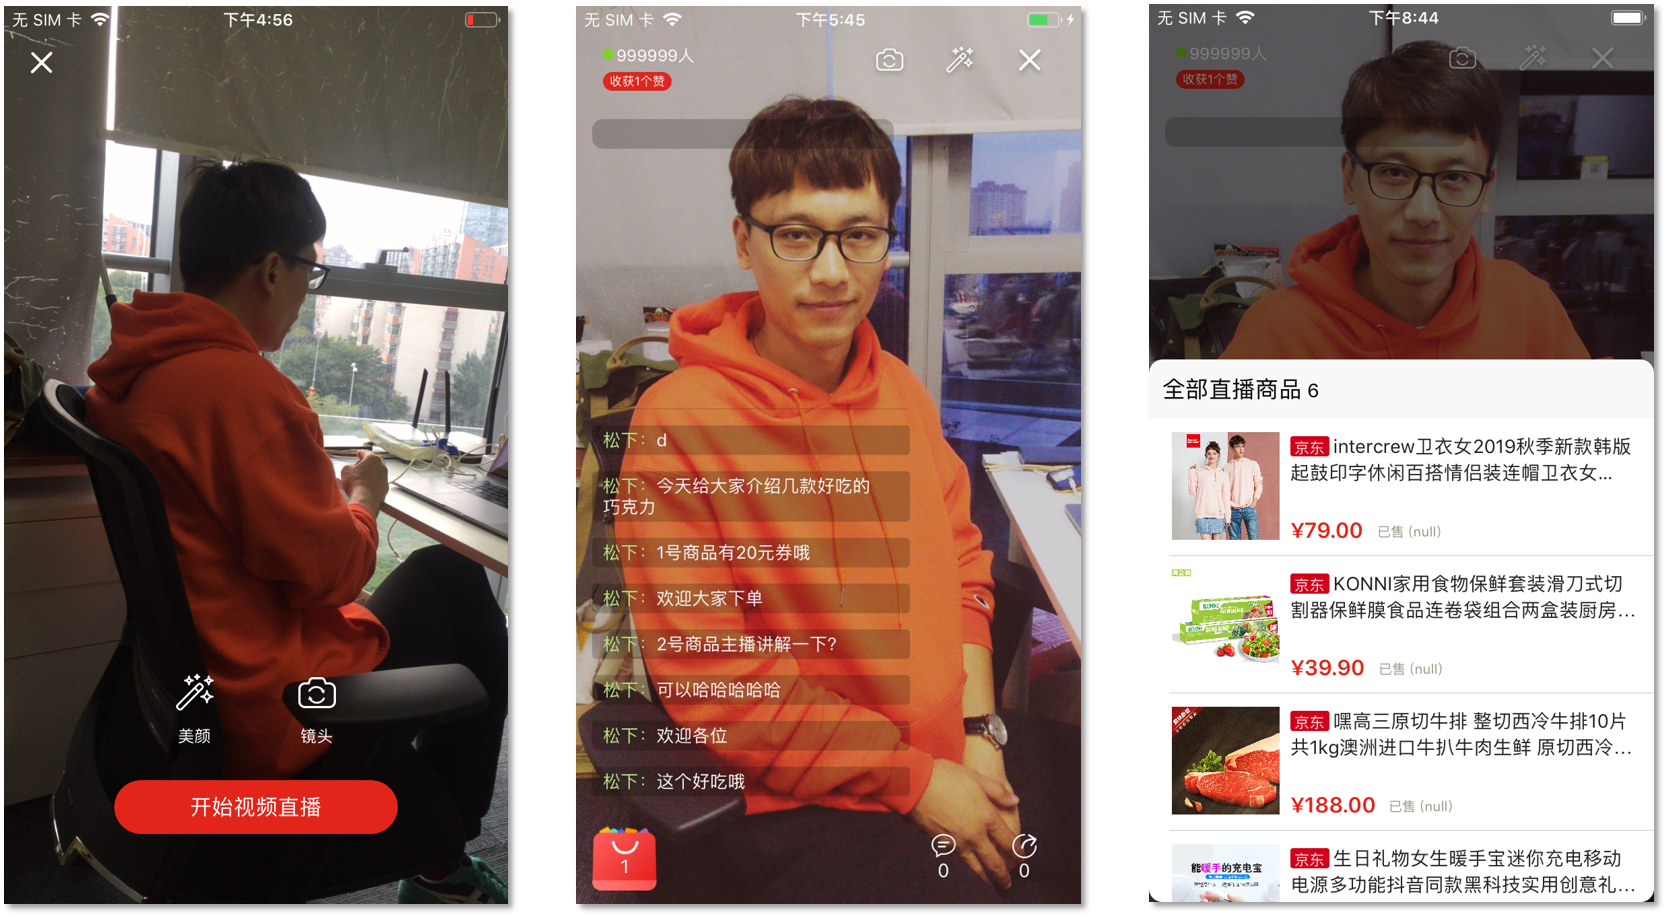 无 SIM 卡 下午4:56
美颜 镜头
开始视频直播
无 SIM 卡 下午5:45
999999人
收获1个赞
松下: d
松下: 今天给大家介绍几款好吃的
巧克力
松下: 1号商品有20元券哦
松下: 欢迎大家下单
松下: 2号商品主播讲解一下?
松下: 可以哈哈哈哈哈
松下: 欢迎各位
松下: 这个好吃哦
1 0 0
无 SIM 卡 下午8:44
999999人
收获1个赞
全部直播商品 6
京东 intercrew卫衣女2019秋季新款韩版
起鼓印字休闲百搭情侣装连帽卫衣女...
¥79.00 已售 (null)
京东 KONNI家用食物保鲜套装滑刀式切
割器保鲜膜食品连卷袋组合两盒装厨房...
¥39.90 已售 (null)
京东 嘿高三原切牛排 整切西冷牛排10片
共1kg澳洲进口牛扒牛肉生鲜 原切西冷...
¥188.00 已售 (null)
能暖手的充电宝
京东 生日礼物女生暖手宝迷你充电移动
电源多功能抖音同款黑科技实用创意礼...